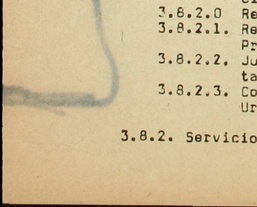 3.8.2.0 Re
3.8.2.1. Re
Pr
3.8.2.2. Ju
ta
3.8.2.3. Co
Ur
3.8.2. Servicio